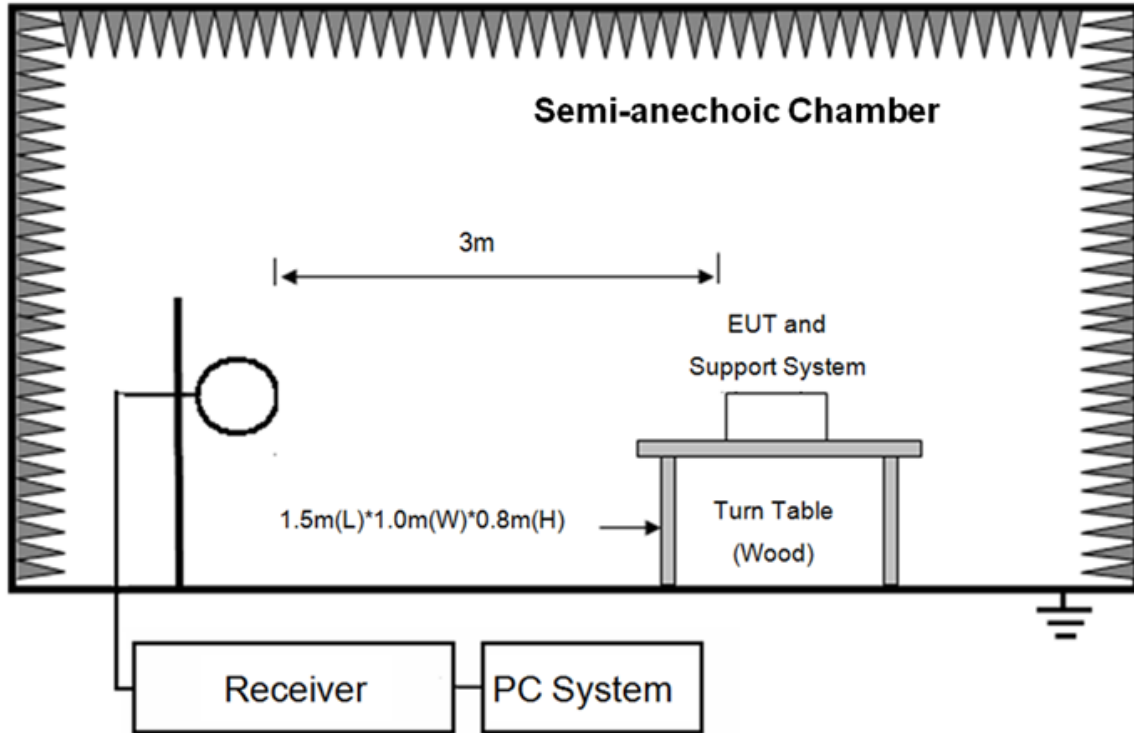 Semi-anechoic Chamber
3m
EUT and
Support System
1.5m(L)*1.0m(W)*0.8m(H)
Turn Table
(Wood)
Receiver
PC System